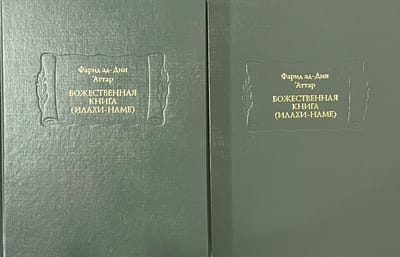 Фарид ад-Дин
‘Аттар
БОЖЕСТВЕННАЯ
КНИГА
(ИЛАХИ-НАМЕ)
Фарид ад-Дин
‘Аттар
БОЖЕСТВЕННАЯ
КНИГА
(ИЛАХИ-НАМЕ)